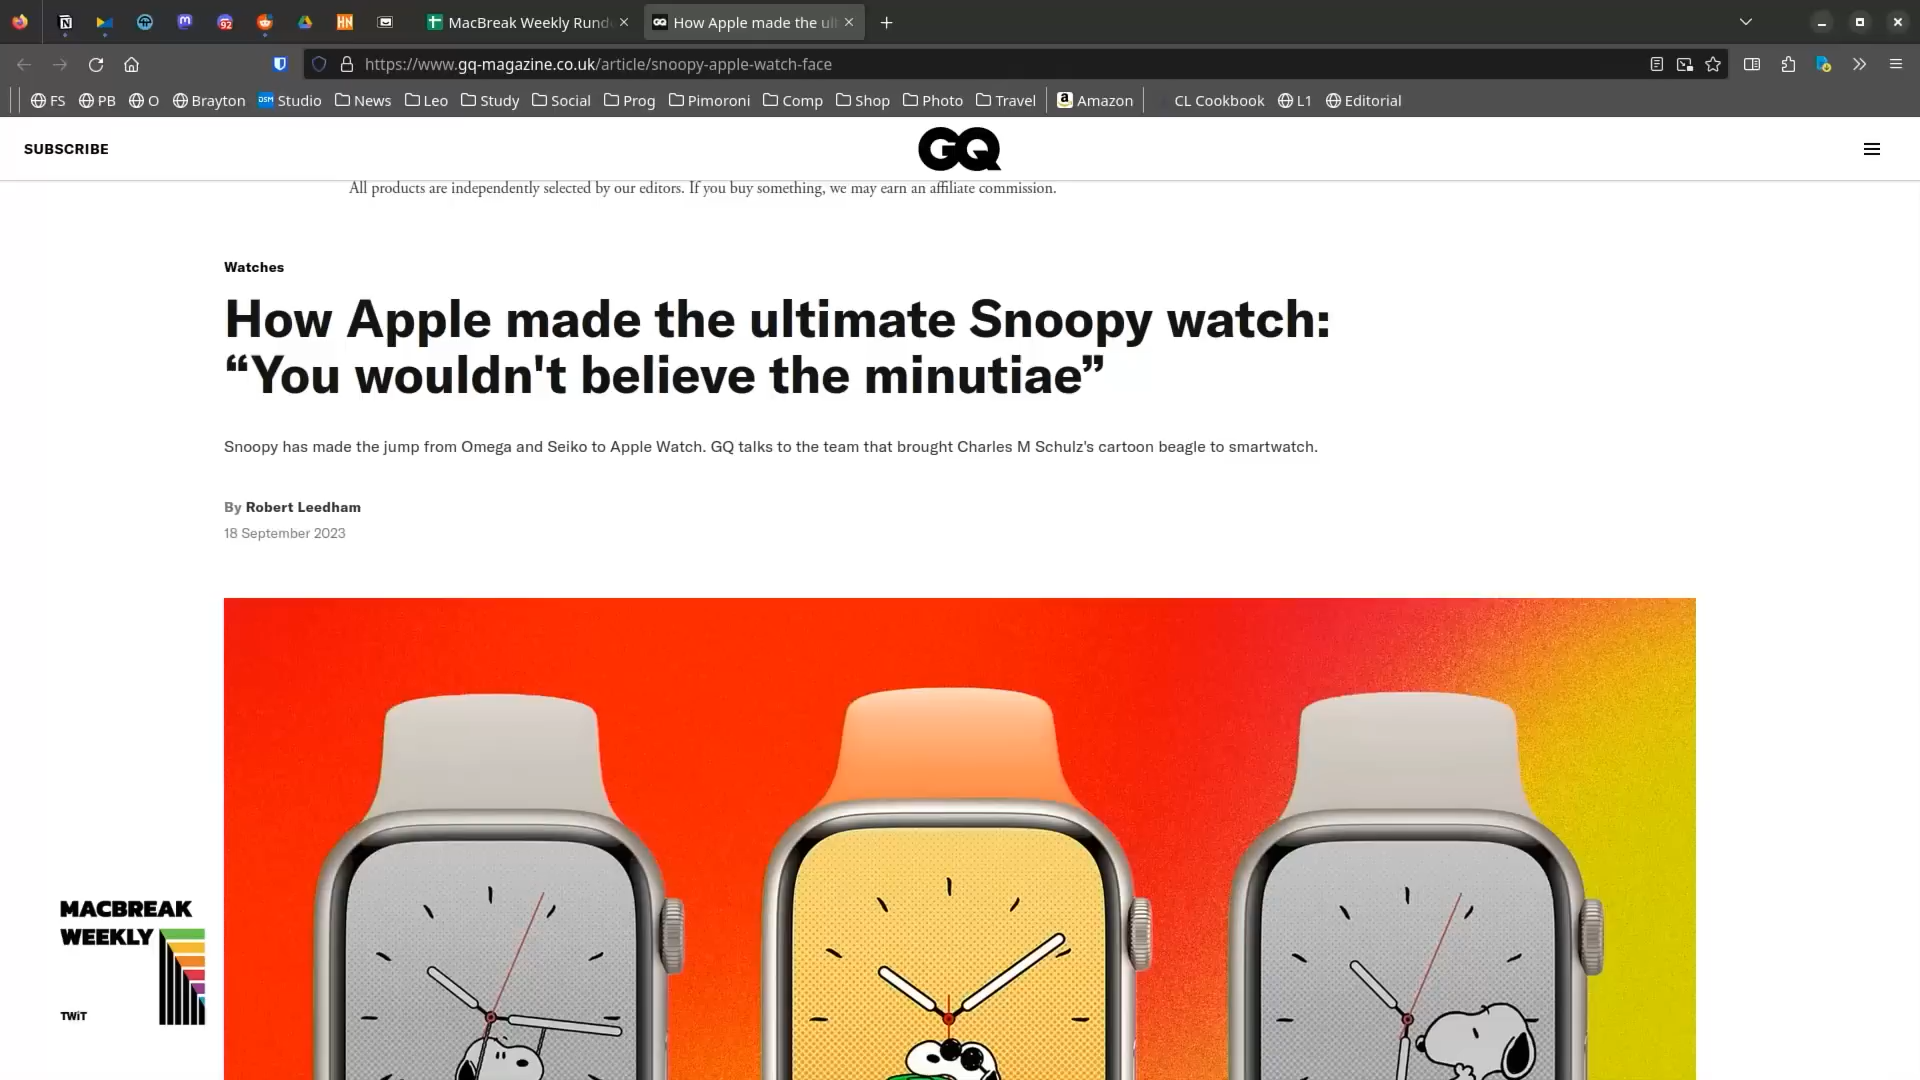 MacBreak Weekly Rund
How Apple made the ul
https://www.gq-magazine.co.uk/article/snoopy-apple-watch-face
FS PB O Brayton DSM Studio News Leo Study Social Prog Pimoroni Comp Shop Photo Travel Amazon CL Cookbook L1 Editorial
SUBSCRIBE
GQ
All products are independently selected by our editors. If you buy something, we may earn an affiliate commission.
Watches
How Apple made the ultimate Snoopy watch:
“You wouldn't believe the minutiae”
Snoopy has made the jump from Omega and Seiko to Apple Watch. GQ talks to the team that brought Charles M Schulz's cartoon beagle to smartwatch.
By Robert Leedham
18 September 2023
MACBREAK
WEEKLY
TWiT